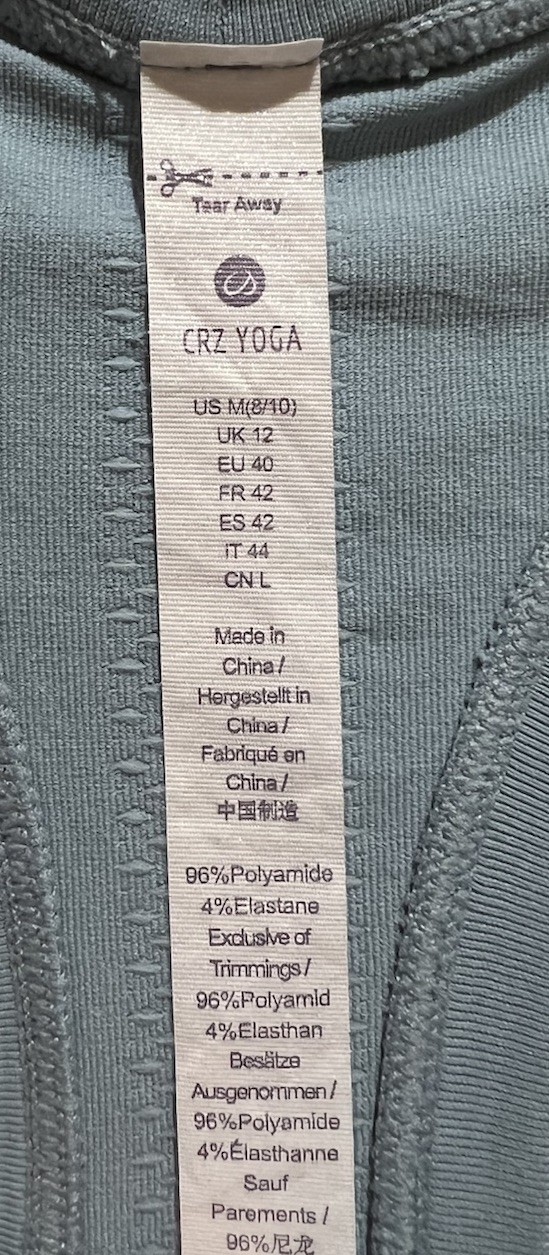 Tear Away
CRZ YOGA
US M(8/10)
UK 12
EU 40
FR 42
ES 42
IT 44
CN L
Made in
China/
Hergestellt in
China/
Fabriqué en
China/
中国制造
96%Polyamide
4%Elastane
Exclusive of
Trimmings/
96%Polyamid
4%Elasthan
Besätze
Ausgenommen/
96%Polyamide
4%Élasthanne
Sauf
Parements/
96%尼龙